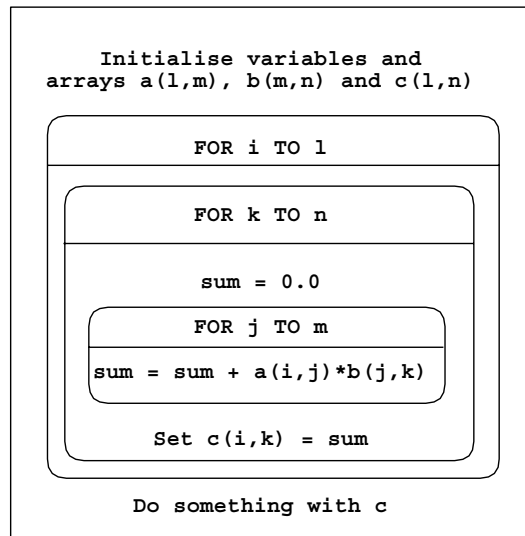 Initialise variables and
arrays a(l,m), b(m,n) and c(l,n)
FOR i TO l
FOR k TO n
sum = 0.0
FOR j TO m
sum = sum + a(i,j)*b(j,k)
Set c(i,k) = sum
Do something with c